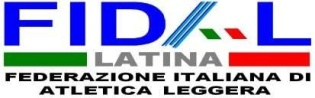 FIDAL
LATINA
FEDERAZIONE ITALIANA DI
ATLETICA LEGGERA